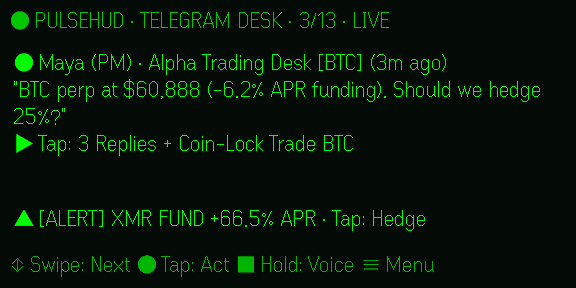 ● PULSEHUD · TELEGRAM DESK · 3/13 · LIVE
● Maya (PM) · Alpha Trading Desk [BTC] (3m ago)
"BTC perp at $60,888 (-6.2% APR funding). Should we hedge
25%?"
▶ Tap: 3 Replies + Coin-Lock Trade BTC
▲ [ALERT] XMR FUND +66.5% APR · Tap: Hedge
⇕ Swipe: Next ● Tap: Act ■ Hold: Voice ≡ Menu